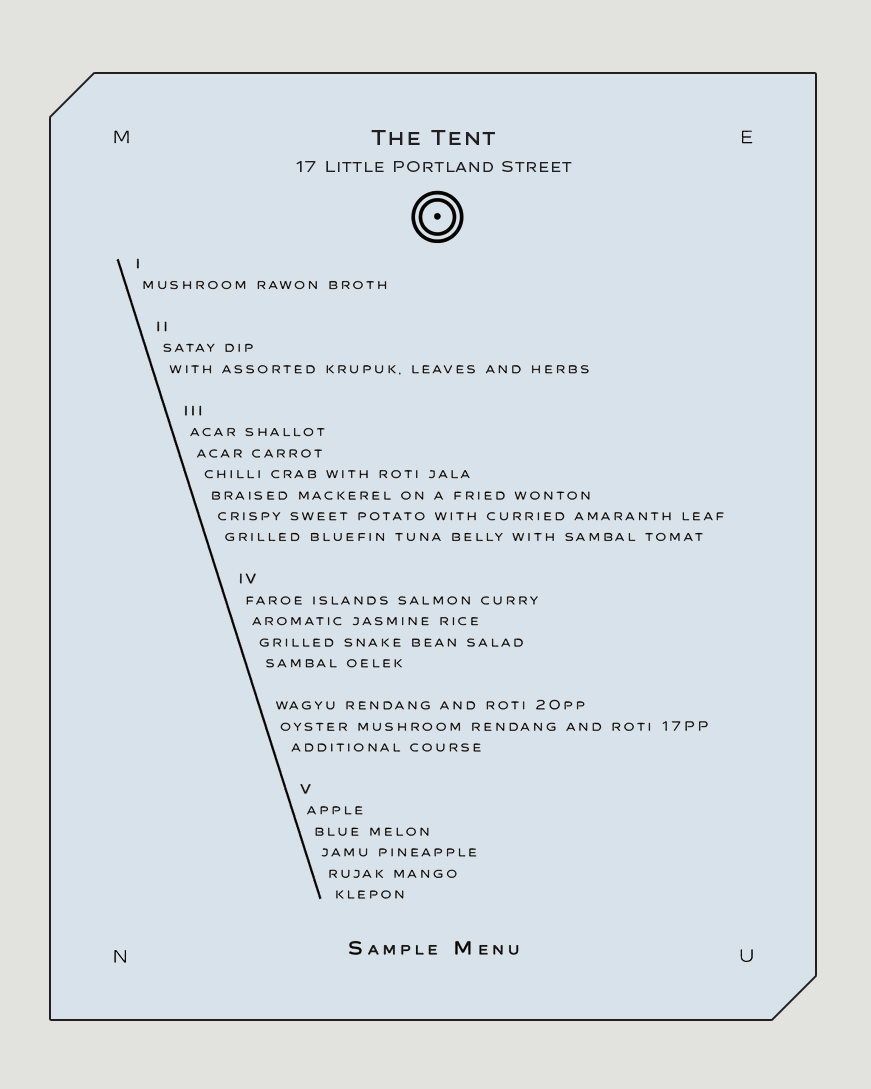 M
THE TENT
E
17 LITTLE PORTLAND STREET
I
MUSHROOM RAWON BROTH
II
SATAY DIP
WITH ASSORTED KRUPUK, LEAVES AND HERBS
III
ACAR SHALLOT
ACAR CARROT
CHILLI CRAB WITH ROTI JALA
BRAISED MACKEREL ON A FRIED WONTON
CRISPY SWEET POTATO WITH CURRIED AMARANTH LEAF
GRILLED BLUEFIN TUNA BELLY WITH SAMBAL TOMAT
IV
FAROE ISLANDS SALMON CURRY
AROMATIC JASMINE RICE
GRILLED SNAKE BEAN SALAD
SAMBAL OELEK
WAGYU RENDANG AND ROTI 20PP
OYSTER MUSHROOM RENDANG AND ROTI 17PP
ADDITIONAL COURSE
V
APPLE
BLUE MELON
JAMU PINEAPPLE
RUJAK MANGO
KLEPON
N
SAMPLE MENU
U